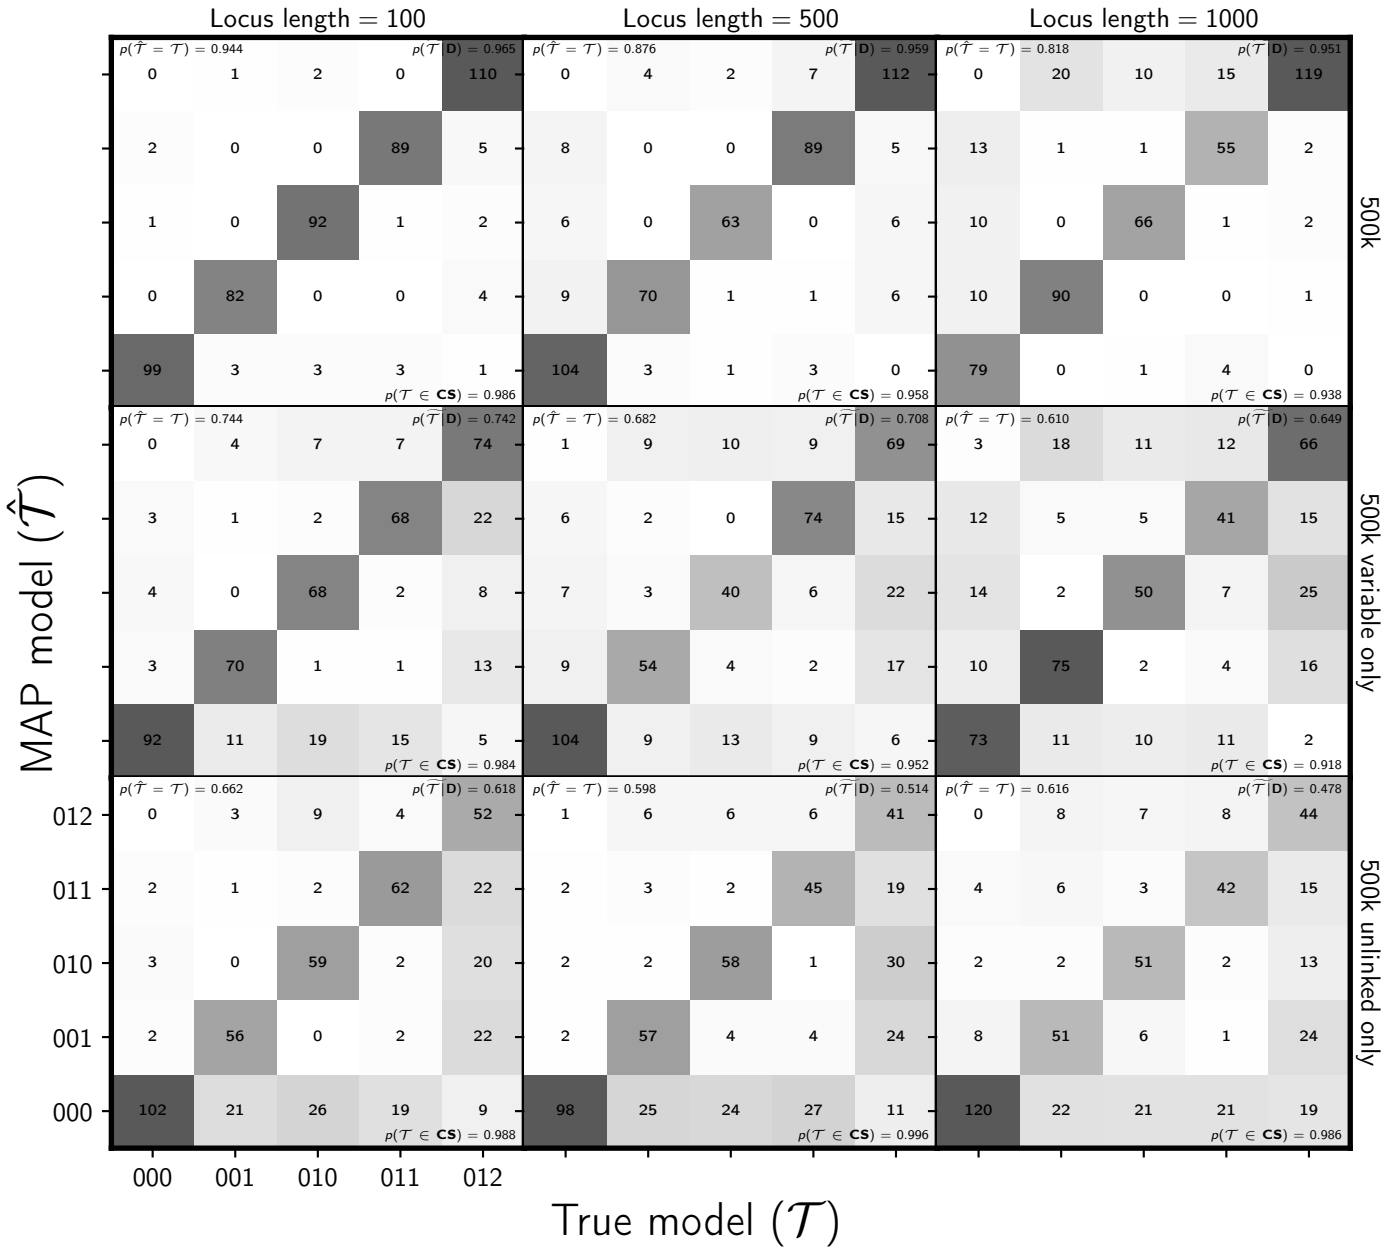 Locus length = 100 Locus length = 500 Locus length = 1000
p(𝒯̂ = 𝒯) = 0.944 p(𝒯̃|D) = 0.965 p(𝒯̂ = 𝒯) = 0.876 p(𝒯̃|D) = 0.959 p(𝒯̂ = 𝒯) = 0.818 p(𝒯̃|D) = 0.951
0 1 2 0 110 0 4 2 7 112 0 20 10 15 119
2 0 0 89 5 8 0 0 89 5 13 1 1 55 2
1 0 92 1 2 6 0 63 0 6 10 0 66 1 2
500k
0 82 0 0 4 9 70 1 1 6 10 90 0 0 1
99 3 3 3 1 104 3 1 3 0 79 0 1 4 0
p(𝒯 ∈ CS) = 0.986 p(𝒯 ∈ CS) = 0.958 p(𝒯 ∈ CS) = 0.938
p(𝒯̂ = 𝒯) = 0.744 p(𝒯̃|D) = 0.742 p(𝒯̂ = 𝒯) = 0.682 p(𝒯̃|D) = 0.708 p(𝒯̂ = 𝒯) = 0.610 p(𝒯̃|D) = 0.649
0 4 7 7 74 1 9 10 9 69 3 18 11 12 66
3 1 2 68 22 6 2 0 74 15 12 5 5 41 15
4 0 68 2 8 7 3 40 6 22 14 2 50 7 25
500k variable only
3 70 1 1 13 9 54 4 2 17 10 75 2 4 16
92 11 19 15 5 104 9 13 9 6 73 11 10 11 2
p(𝒯 ∈ CS) = 0.984 p(𝒯 ∈ CS) = 0.952 p(𝒯 ∈ CS) = 0.918
MAP model (𝒯̂)
p(𝒯̂ = 𝒯) = 0.662 p(𝒯̃|D) = 0.618 p(𝒯̂ = 𝒯) = 0.598 p(𝒯̃|D) = 0.514 p(𝒯̂ = 𝒯) = 0.616 p(𝒯̃|D) = 0.478
012 0 3 9 4 52 1 6 6 6 41 0 8 7 8 44
011 2 1 2 62 22 2 3 2 45 19 4 6 3 42 15
010 3 0 59 2 20 2 2 58 1 30 2 2 51 2 13
500k unlinked only
001 2 56 0 2 22 2 57 4 4 24 8 51 6 1 24
000 102 21 26 19 9 98 25 24 27 11 120 22 21 21 19
p(𝒯 ∈ CS) = 0.988 p(𝒯 ∈ CS) = 0.996 p(𝒯 ∈ CS) = 0.986
000 001 010 011 012
True model (𝒯)